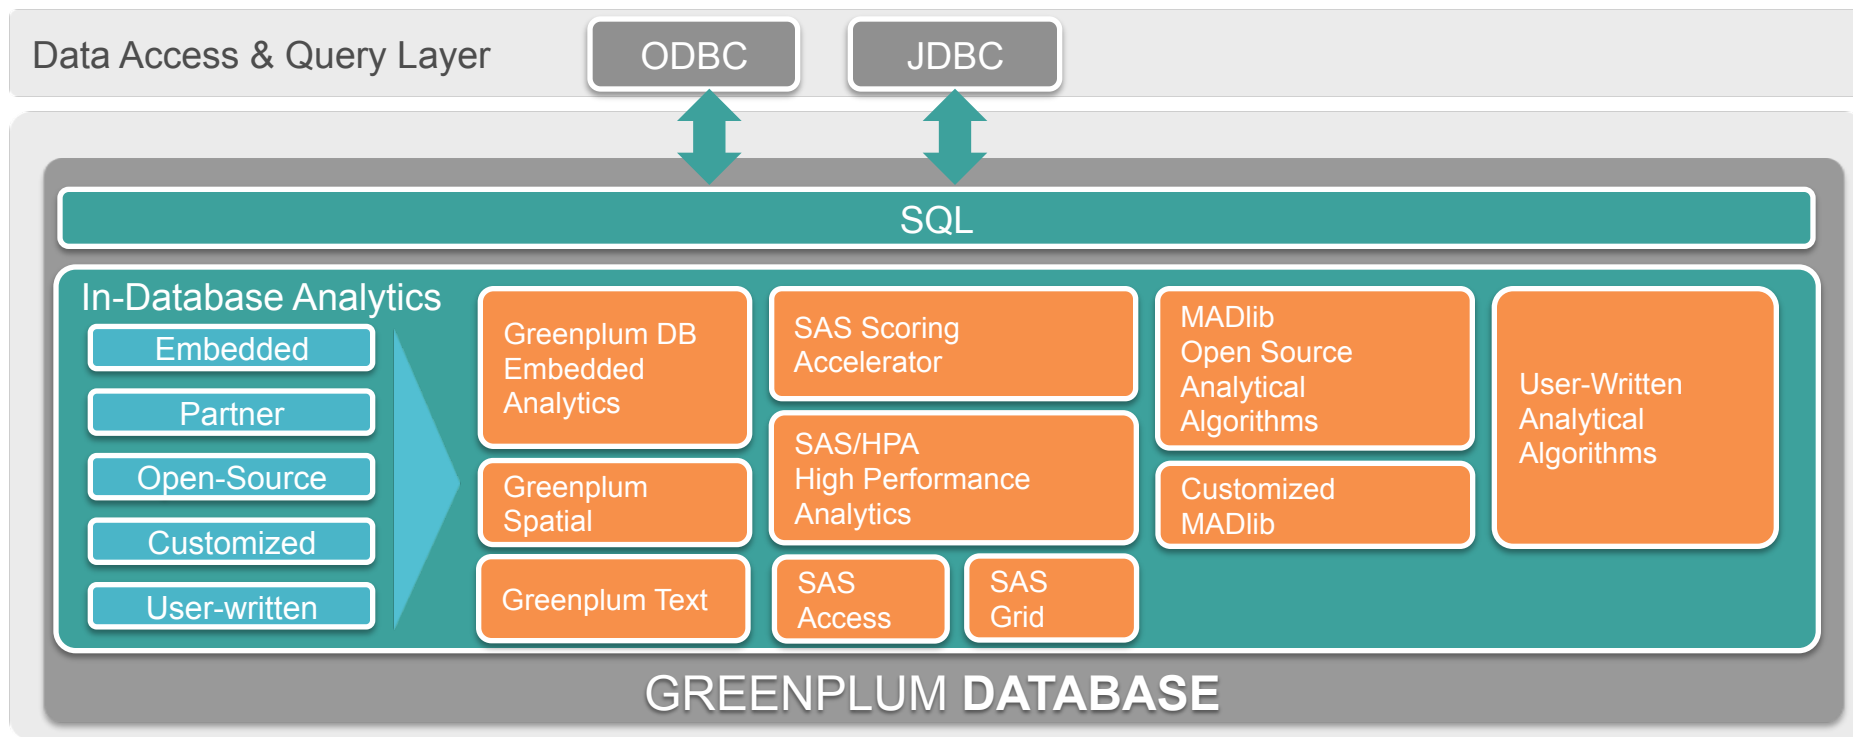 Data Access & Query Layer
ODBC
JDBC
SQL
In-Database Analytics
Embedded
Partner
Open-Source
Customized
User-written
Greenplum DB
Embedded
Analytics
Greenplum
Spatial
Greenplum Text
SAS Scoring
Accelerator
SAS/HPA
High Performance
Analytics
SAS
Access
SAS
Grid
MADlib
Open Source
Analytical
Algorithms
Customized
MADlib
User-Written
Analytical
Algorithms
GREENPLUM DATABASE